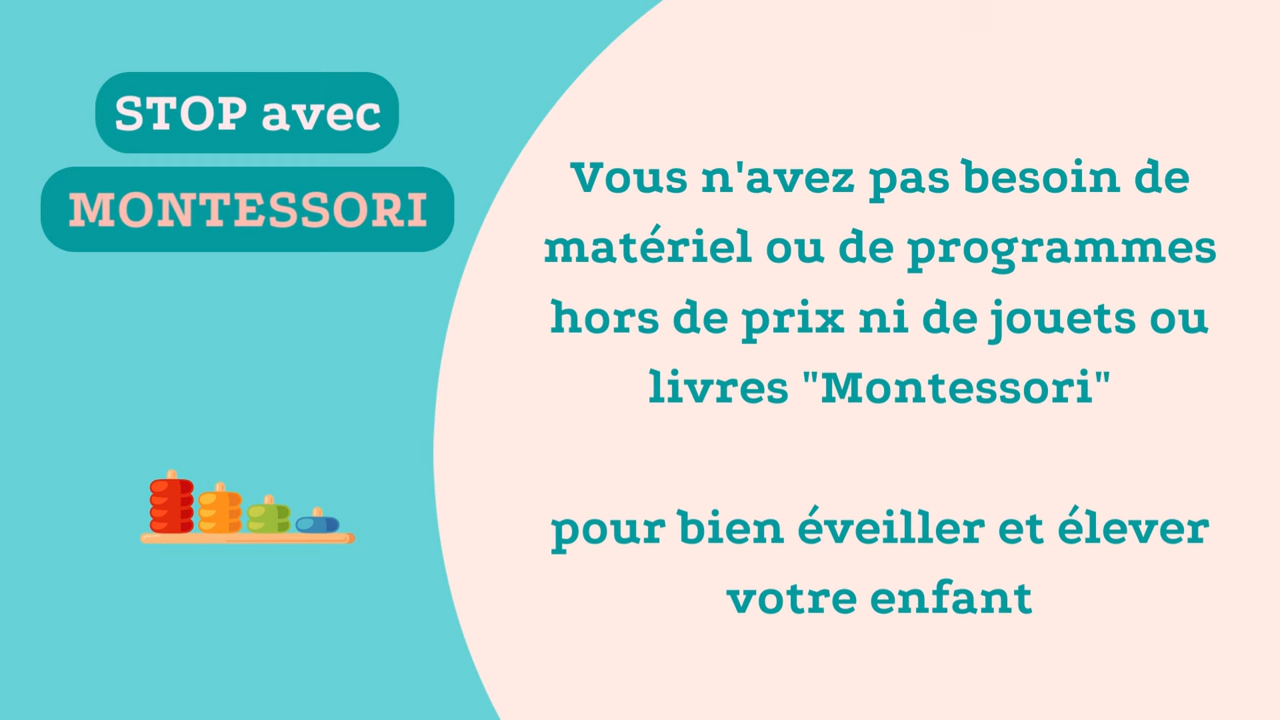 STOP avec
MONTESSORI
Vous n'avez pas besoin de
matériel ou de programmes
hors de prix ni de jouets ou
livres "Montessori"
pour bien éveiller et élever
votre enfant